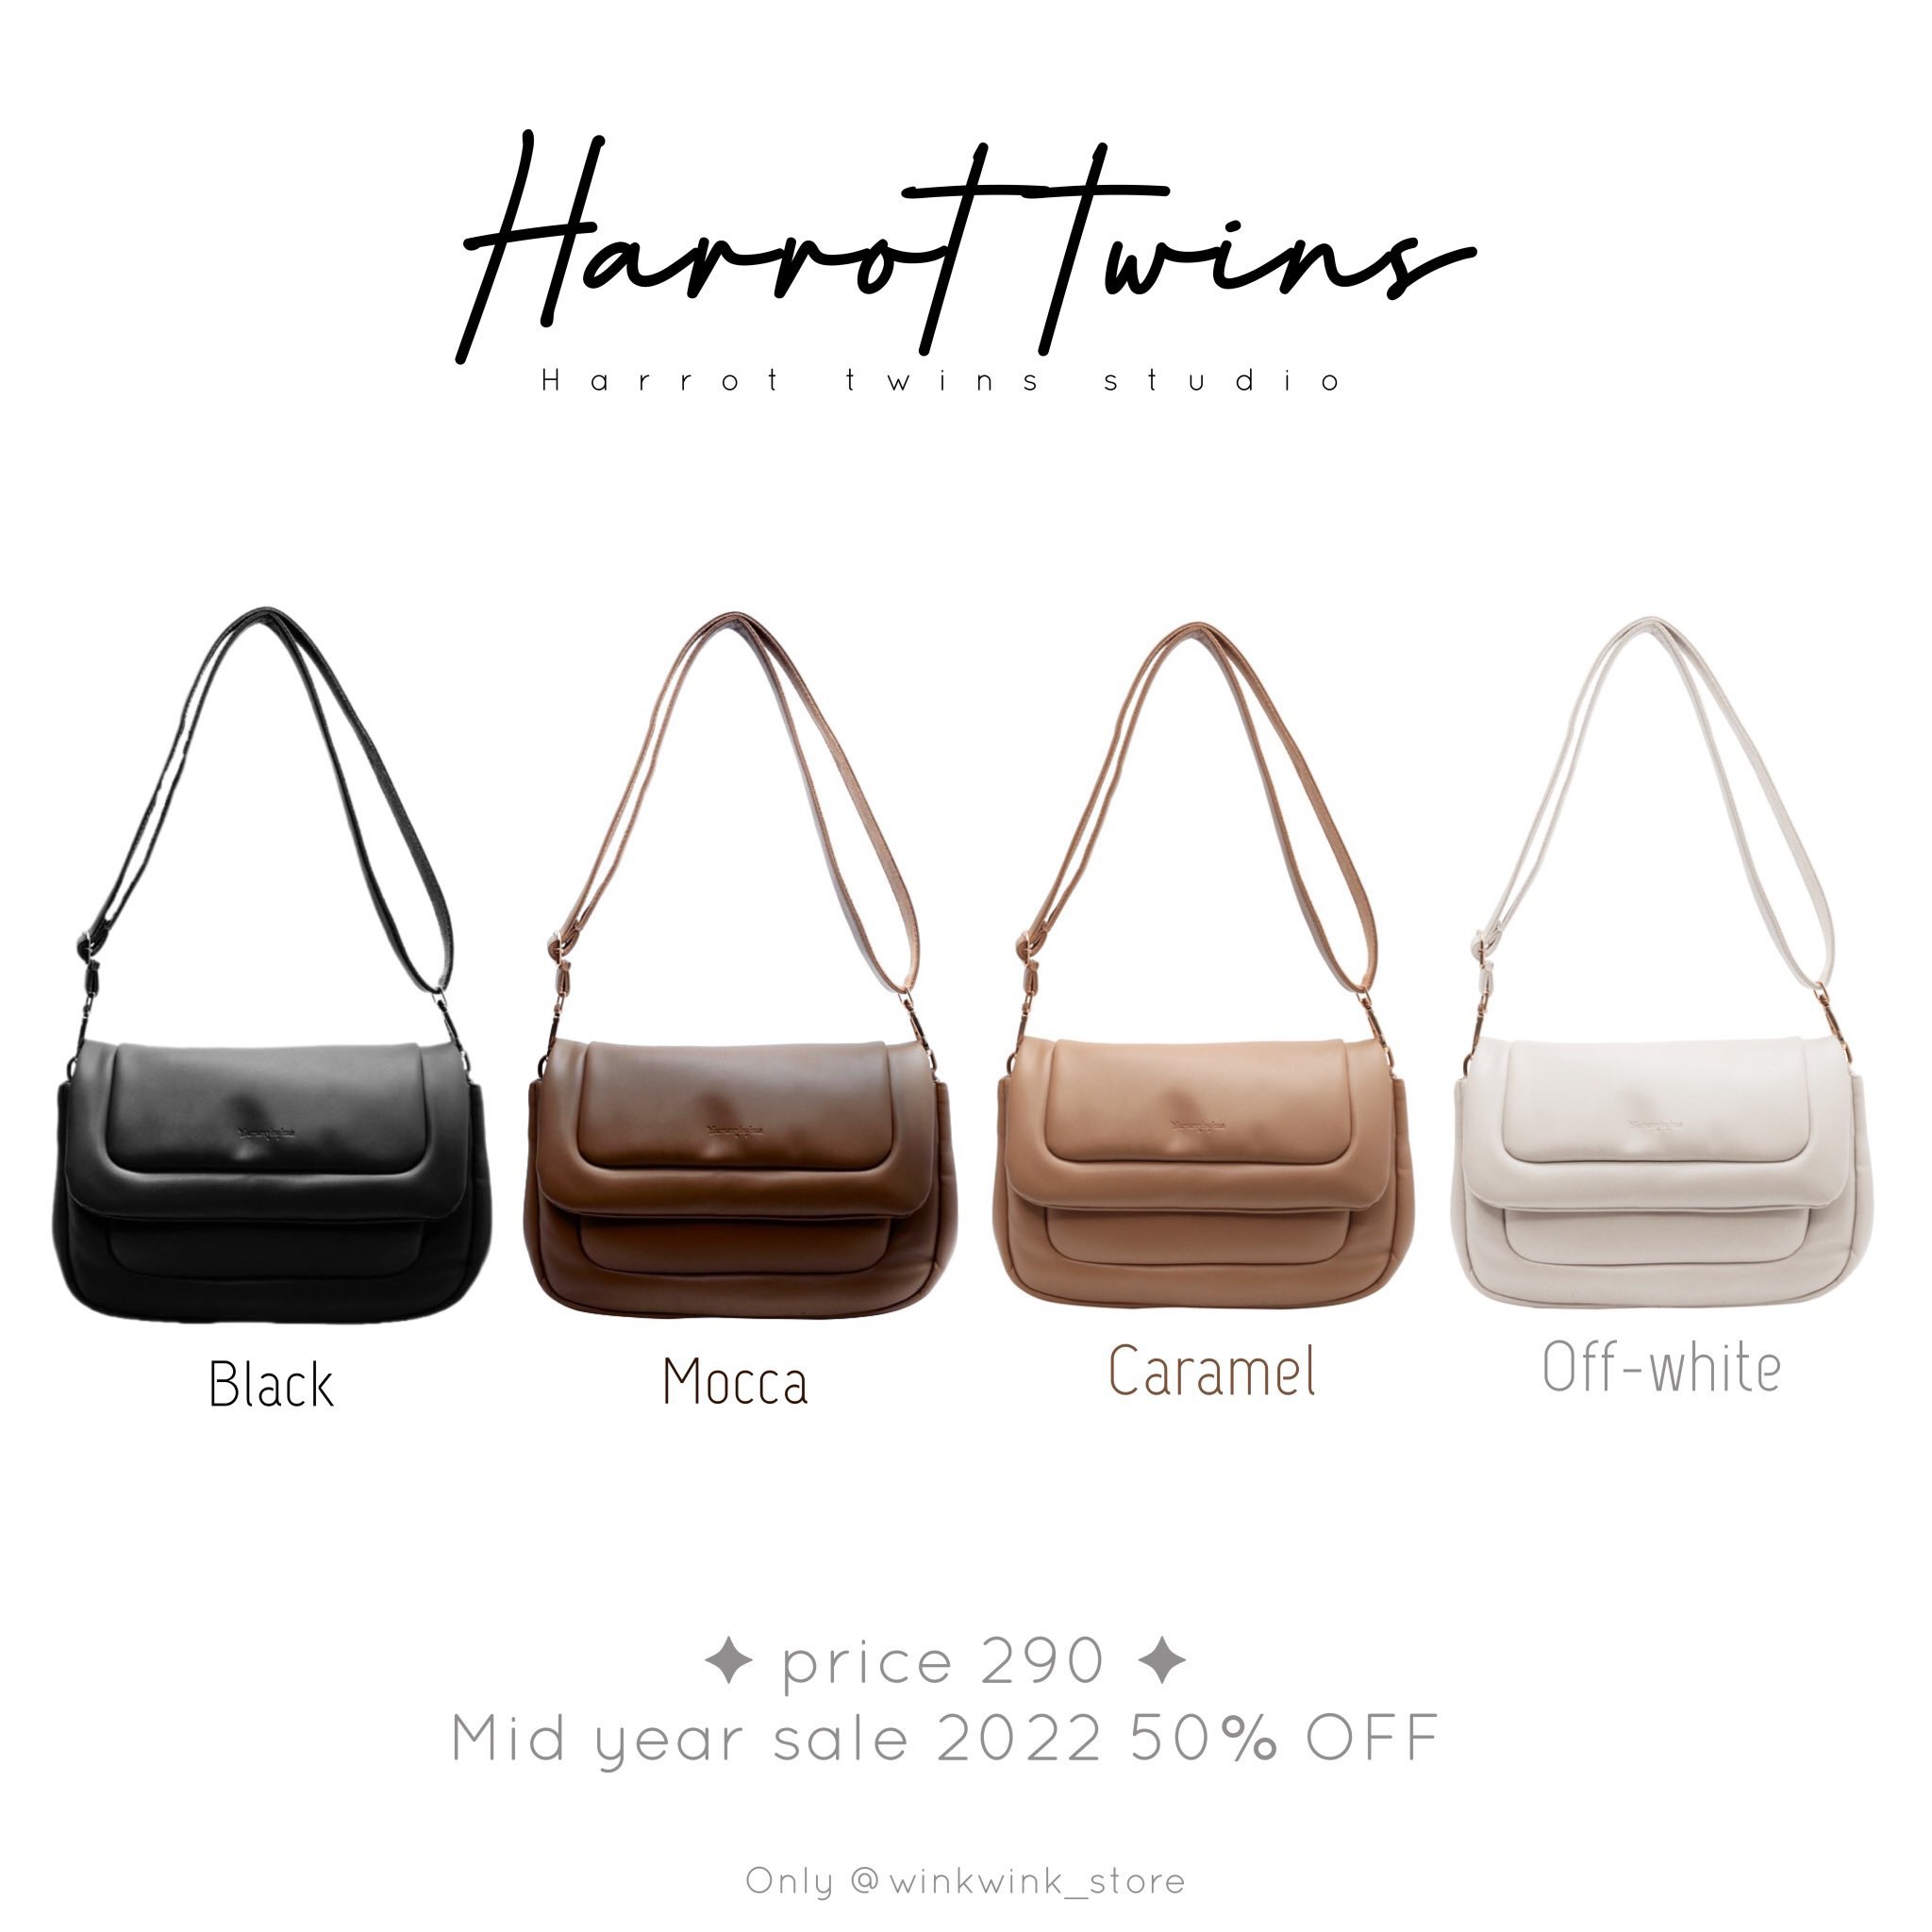 Harrot Twins
Harrot twins studio
Black
Mocca
Caramel
Off-white
price 290
Mid year sale 2022 50% OFF
Only @winkwink_store